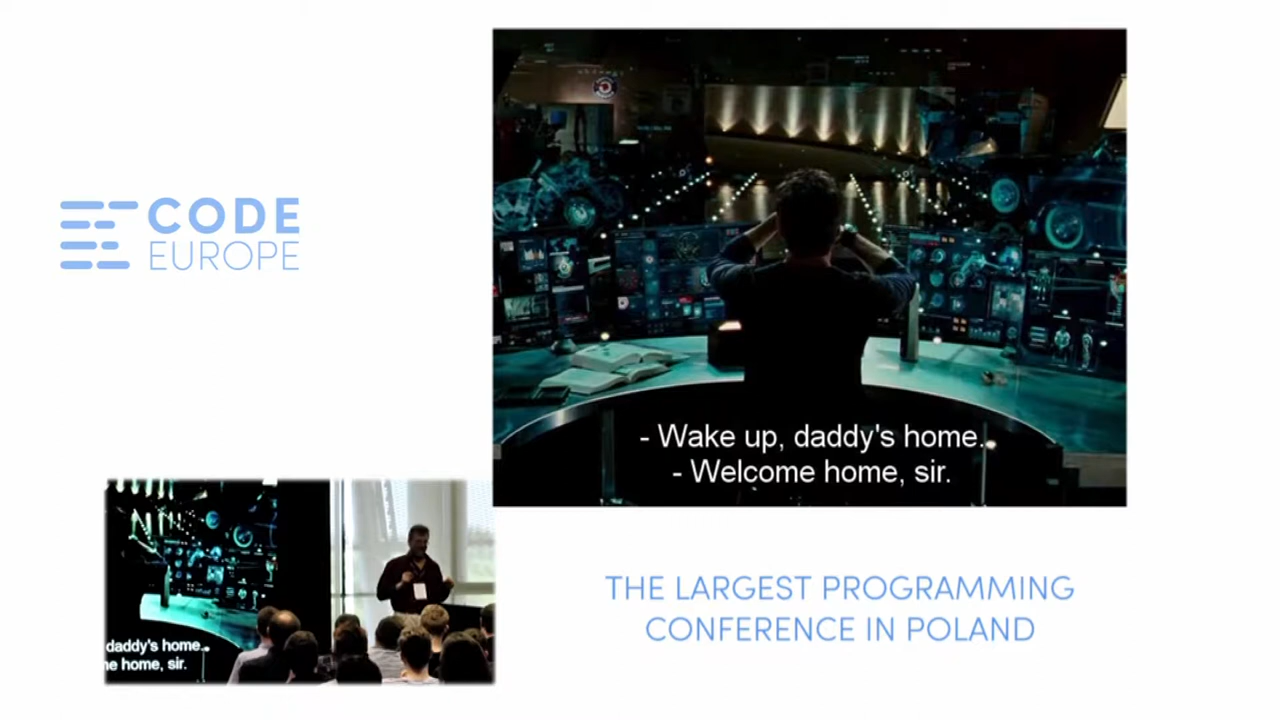 CODE
EUROPE
- Wake up, daddy's home.
- Welcome home, sir.
daddy's home.
e home, sir.
THE LARGEST PROGRAMMING
CONFERENCE IN POLAND